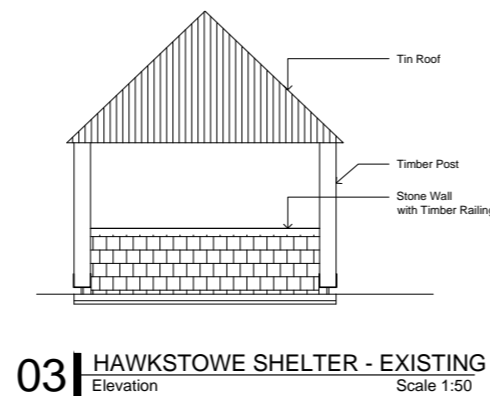 Tin Roof
Timber Post
Stone Wall
with Timber Railing
03 HAWKSTOWE SHELTER - EXISTING
Elevation Scale 1:50